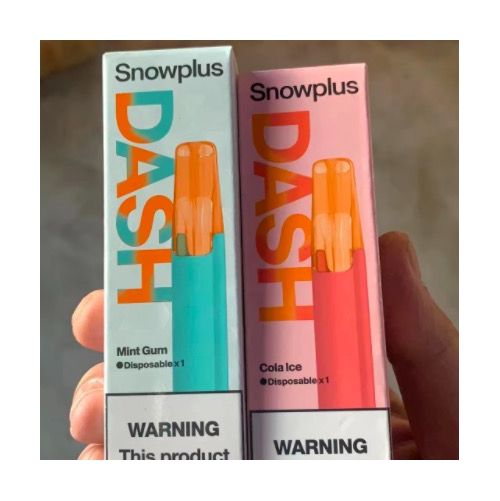 Snowplus
DASH
Mint Gum
●Disposable x 1
WARNING
This product
Snowplus
DASH
Cola Ice
●Disposable x 1
WARNING